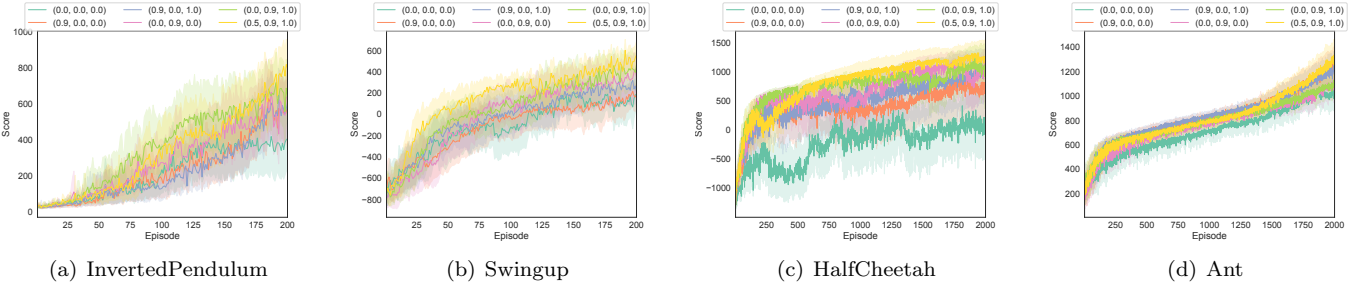 (0.0, 0.0, 0.0) (0.9, 0.0, 1.0) (0.0, 0.9, 1.0)
(0.9, 0.0, 0.0) (0.0, 0.9, 0.0) (0.5, 0.9, 1.0)
1000
800
600
400
200
0
Score
25 50 75 100 125 150 175 200
Episode
(a) InvertedPendulum
(0.0, 0.0, 0.0) (0.9, 0.0, 1.0) (0.0, 0.9, 1.0)
(0.9, 0.0, 0.0) (0.0, 0.9, 0.0) (0.5, 0.9, 1.0)
600
400
200
0
−200
−400
−600
−800
Score
25 50 75 100 125 150 175 200
Episode
(b) Swingup
(0.0, 0.0, 0.0) (0.9, 0.0, 1.0) (0.0, 0.9, 1.0)
(0.9, 0.0, 0.0) (0.0, 0.9, 0.0) (0.5, 0.9, 1.0)
1500
1000
500
0
−500
−1000
Score
250 500 750 1000 1250 1500 1750 2000
Episode
(c) HalfCheetah
(0.0, 0.0, 0.0) (0.9, 0.0, 1.0) (0.0, 0.9, 1.0)
(0.9, 0.0, 0.0) (0.0, 0.9, 0.0) (0.5, 0.9, 1.0)
1400
1200
1000
800
600
400
200
Score
250 500 750 1000 1250 1500 1750 2000
Episode
(d) Ant